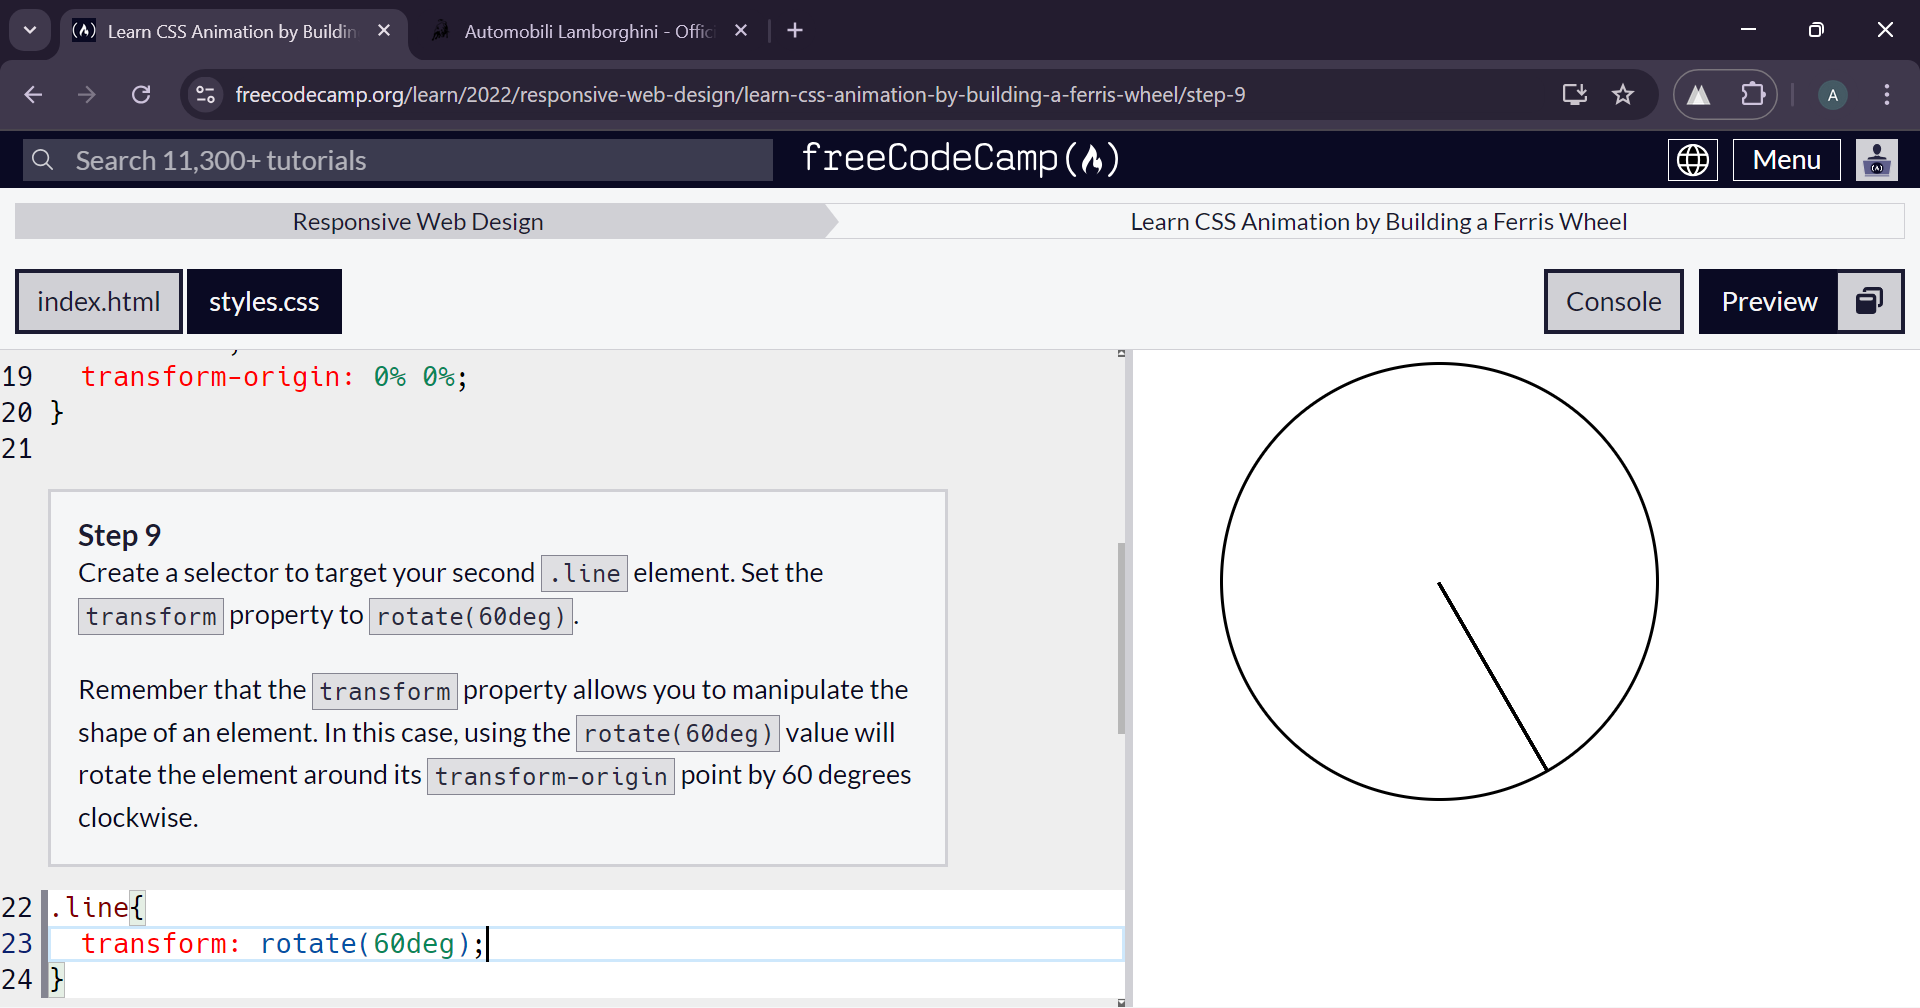 Learn CSS Animation by Buildin
Automobili Lamborghini - Offic
freecodecamp.org/learn/2022/responsive-web-design/learn-css-animation-by-building-a-ferris-wheel/step-9
A
Search 11,300+ tutorials
freeCodeCamp
Menu
Responsive Web Design
Learn CSS Animation by Building a Ferris Wheel
index.html
styles.css
Console
Preview
19 transform-origin: 0% 0%;
20 }
21
Step 9
Create a selector to target your second .line element. Set the
transform property to rotate(60deg).
Remember that the transform property allows you to manipulate the
shape of an element. In this case, using the rotate(60deg) value will
rotate the element around its transform-origin point by 60 degrees
clockwise.
22 .line{
23 transform: rotate(60deg);
24 }